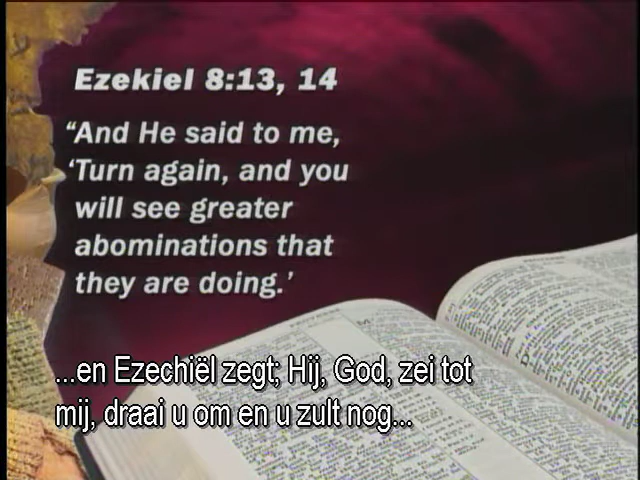 Ezekiel 8:13, 14
“And He said to me,
‘Turn again, and you
will see greater
abominations that
they are doing.’
...en Ezechiël zegt; Hij, God, zei tot
mij, draai u om en u zult nog...